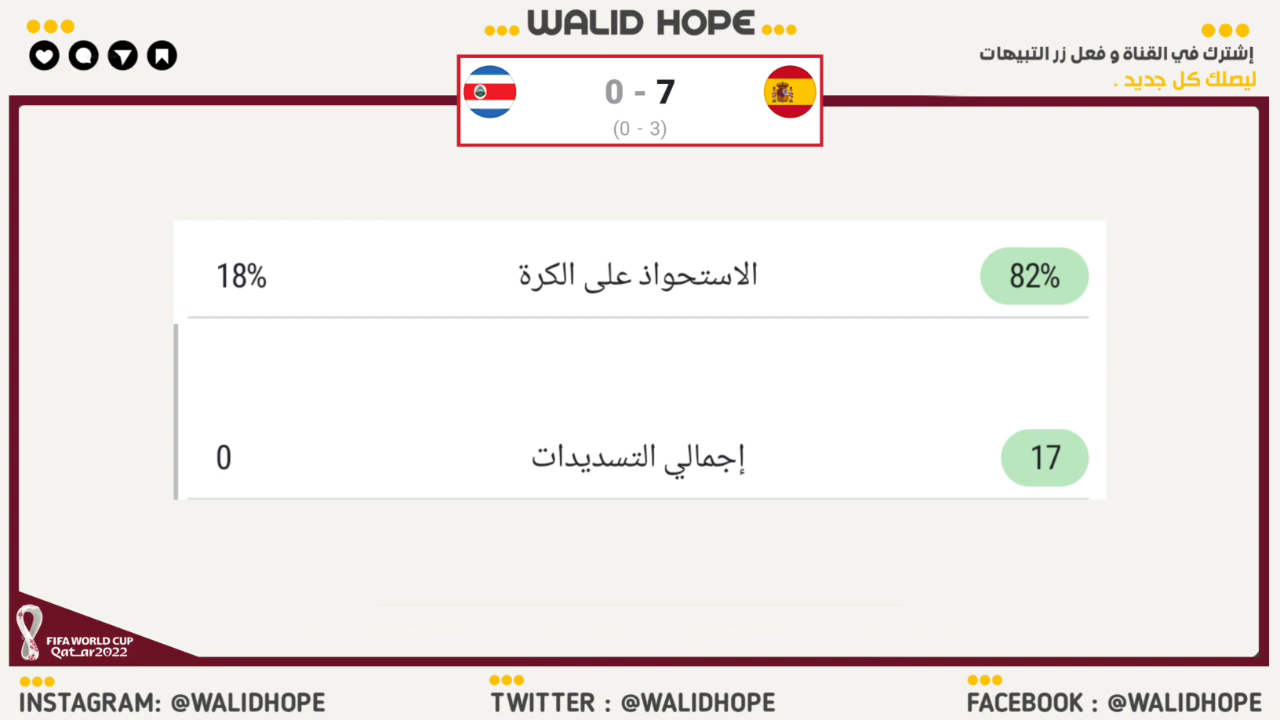 WALID HOPE
إشترك في القناة و فعل زر التبيهات
ليصلك كل جديد .
0 - 7
(0 - 3)
18% الاستحواذ على الكرة 82%
0 إجمالي التسديدات 17
FIFA WORLD CUP
Qatar2022
INSTAGRAM: @WALIDHOPE
TWITTER : @WALIDHOPE
FACEBOOK : @WALIDHOPE